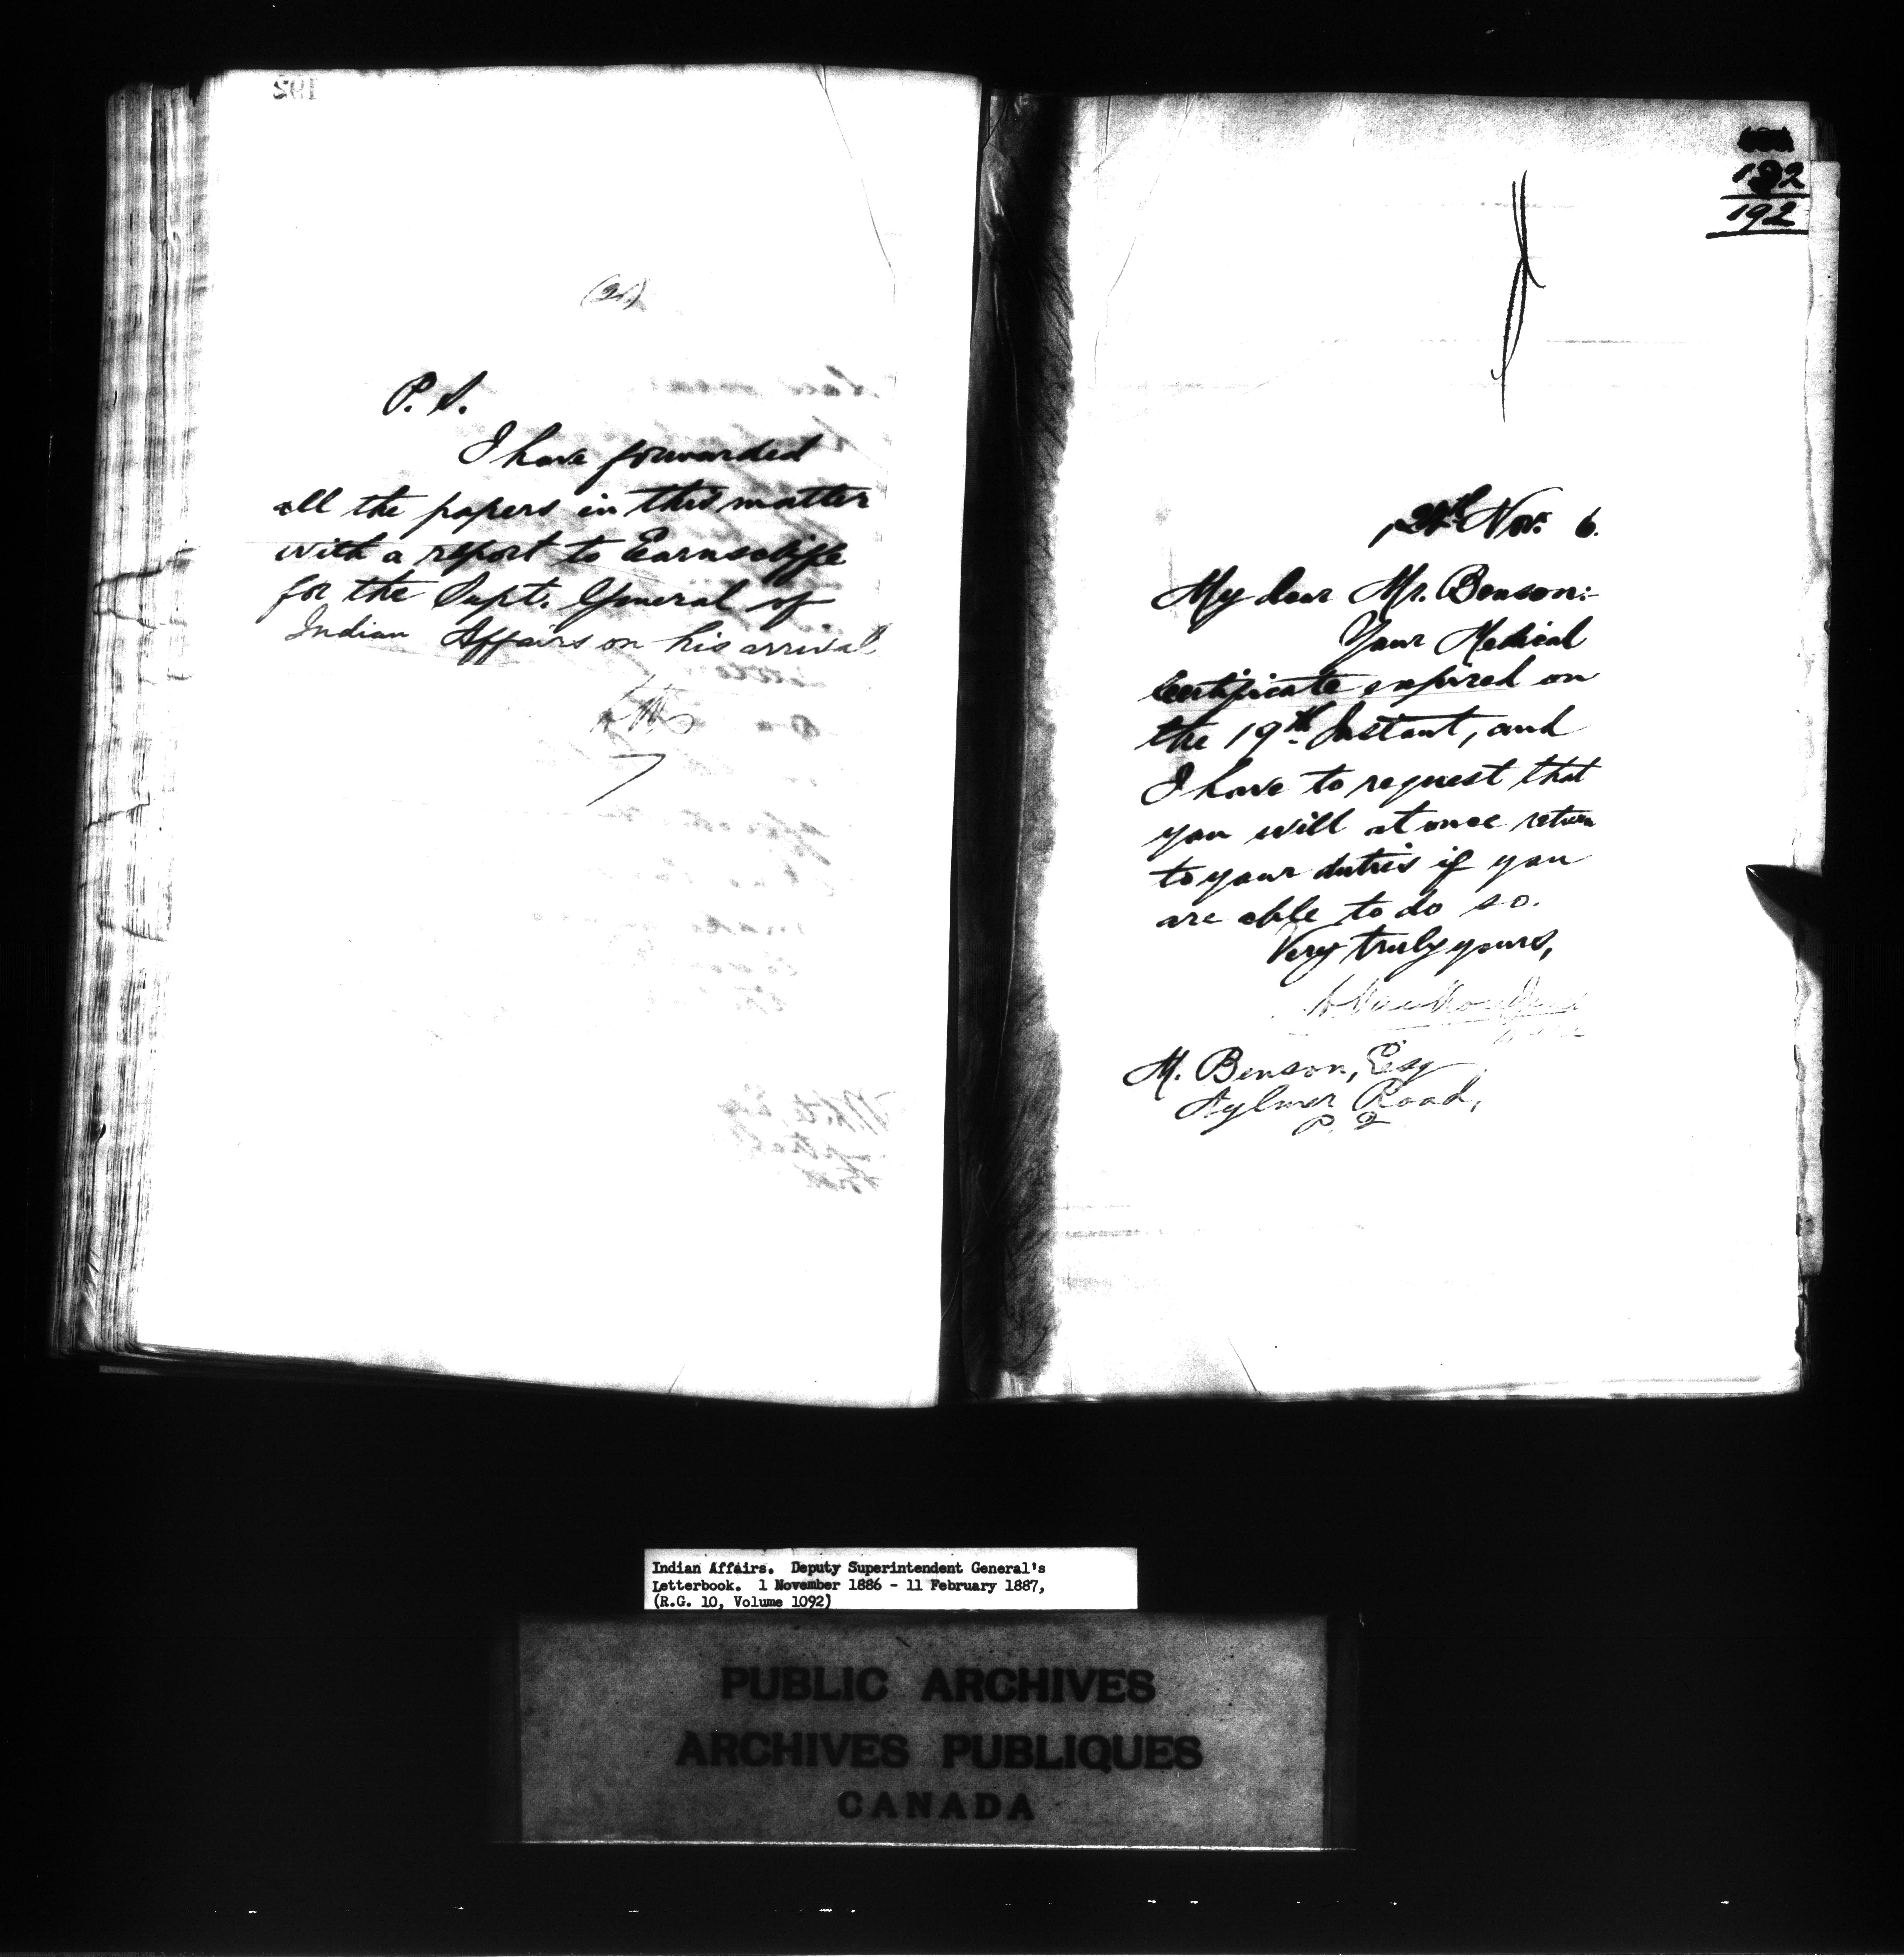 (2.)
P. S.
I have forwarded
all the papers in this matter
with a report to Earnscliffe
for the Supt. General of
Indian Affairs on his arrival
182
192
24th Nov. 6.
My dear Mr. Benson:-
Your Medical
Certificate expired on
the 19th Instant, and
I have to request that
you will at once return
to your duties if you
are able to do so.
Very truly yours,
L. Vankoughnet
M. Benson, Esq
Aylmer Road,
P. Q
Indian Affairs. Deputy Superintendent General's
Letterbook. 1 November 1886 - 11 February 1887,
(R.G. 10, Volume 1092)
PUBLIC ARCHIVES
ARCHIVES PUBLIQUES
CANADA